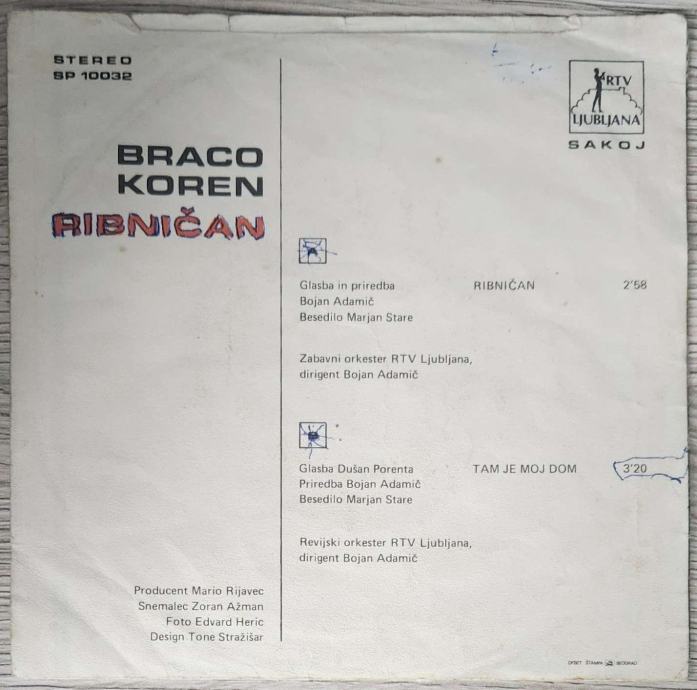 STEREO
SP 10032
RTV
LJUBLJANA
SAKOJ
BRACO
KOREN
RIBNIČAN
A
Glasba in priredba RIBNIČAN 2'58
Bojan Adamič
Besedilo Marjan Stare
Zabavni orkester RTV Ljubljana,
dirigent Bojan Adamič
B
Glasba Dušan Porenta TAM JE MOJ DOM 3'20
Priredba Bojan Adamič
Besedilo Marjan Stare
Revijski orkester RTV Ljubljana,
dirigent Bojan Adamič
Producent Mario Rijavec
Snemalec Zoran Ažman
Foto Edvard Heric
Design Tone Stražišar
OFSET ŠTAMPA BEOGRAD